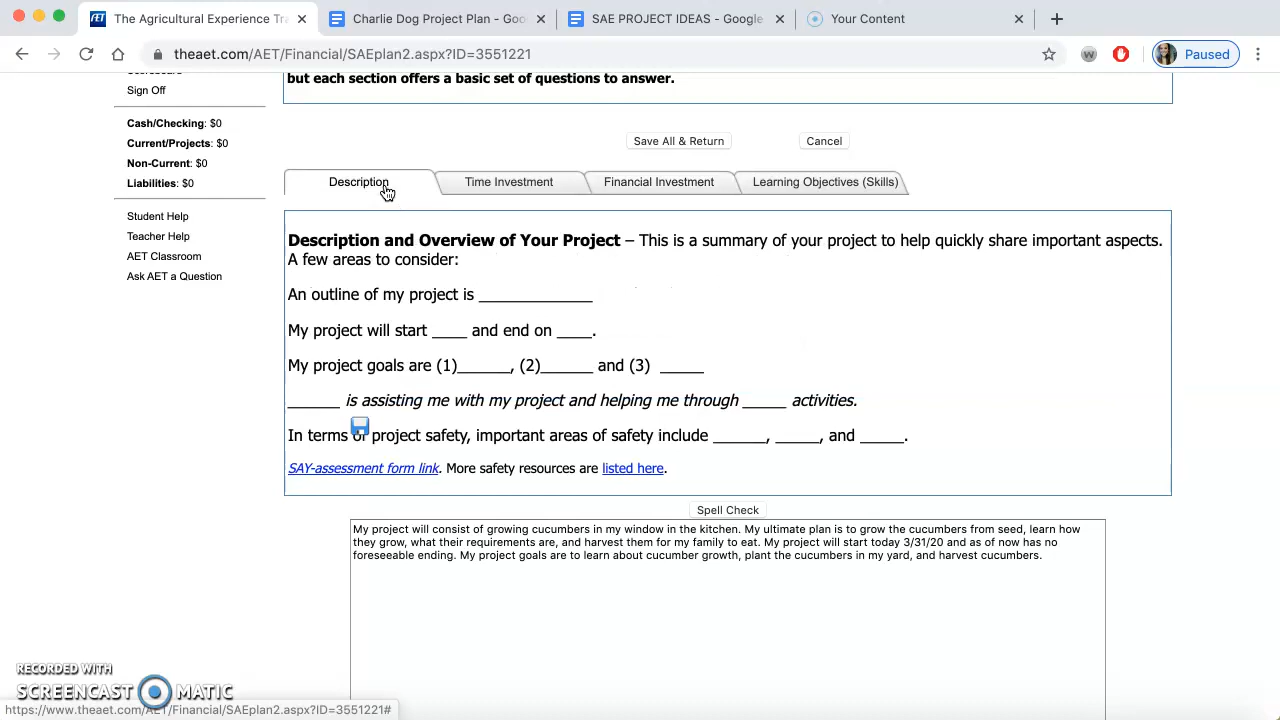 The Agricultural Experience Tr
Charlie Dog Project Plan - Goo
SAE PROJECT IDEAS - Google
Your Content
theaet.com/AET/Financial/SAEplan2.aspx?ID=3551221
Paused
but each section offers a basic set of questions to answer.
Sign Off
Cash/Checking: $0
Current/Projects: $0
Non-Current: $0
Liabilities: $0
Student Help
Teacher Help
AET Classroom
Ask AET a Question
Save All & Return
Cancel
Description
Time Investment
Financial Investment
Learning Objectives (Skills)
Description and Overview of Your Project – This is a summary of your project to help quickly share important aspects.
A few areas to consider:
An outline of my project is _____________
My project will start ____ and end on ____.
My project goals are (1)______, (2)______ and (3) _____
______ is assisting me with my project and helping me through _____ activities.
In terms of project safety, important areas of safety include ______, _____, and _____.
SAY-assessment form link. More safety resources are listed here.
Spell Check
My project will consist of growing cucumbers in my window in the kitchen. My ultimate plan is to grow the cucumbers from seed, learn how
they grow, what their requirements are, and harvest them for my family to eat. My project will start today 3/31/20 and as of now has no
foreseeable ending. My project goals are to learn about cucumber growth, plant the cucumbers in my yard, and harvest cucumbers.
RECORDED WITH
SCREENCAST MATIC
https://www.theaet.com/AET/Financial/SAEplan2.aspx?ID=3551221#